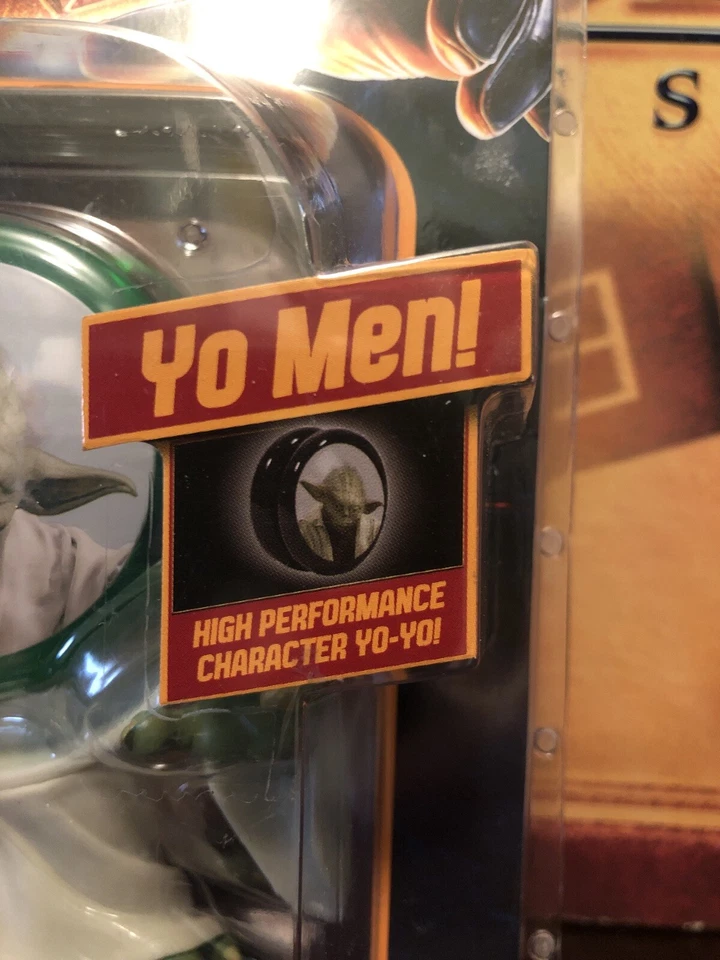 S
Yo Men!
HIGH PERFORMANCE
CHARACTER YO-YO!